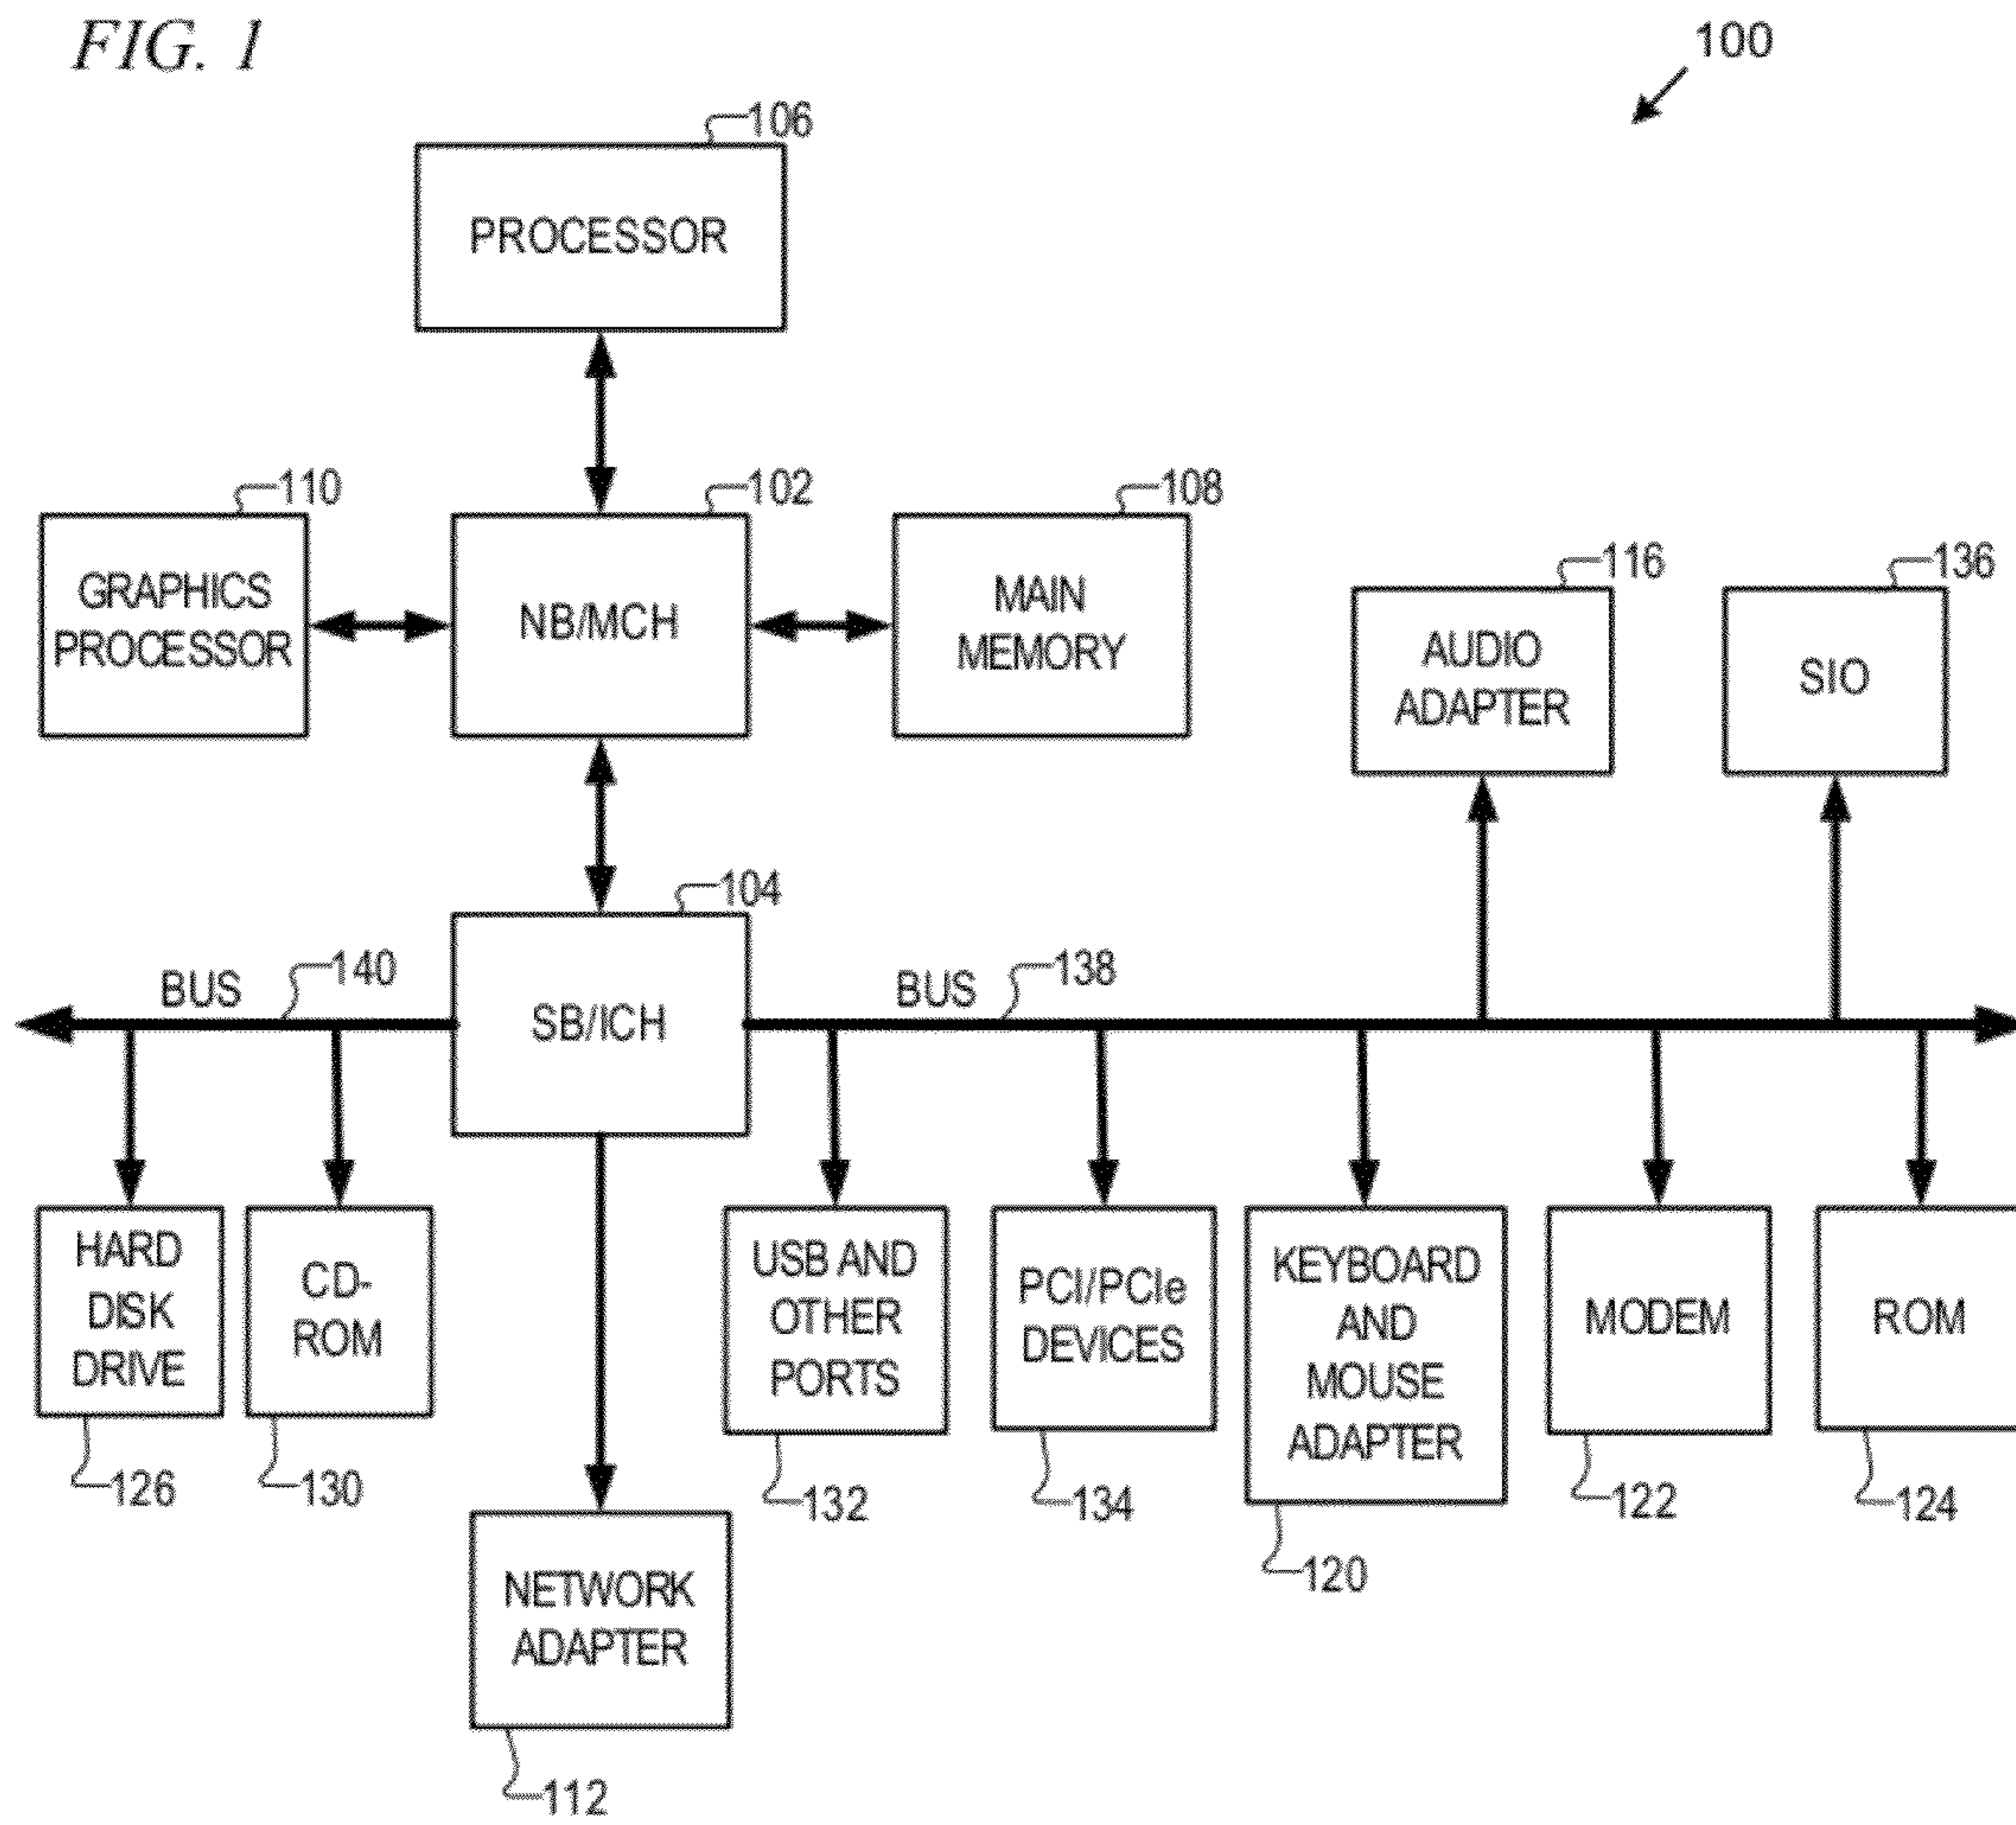 FIG. 1
100
106
PROCESSOR
110
102
108
GRAPHICS
PROCESSOR
NB/MCH
MAIN
MEMORY
116
136
AUDIO
ADAPTER
SIO
104
BUS
140
SB/ICH
BUS
138
HARD
DISK
DRIVE
CD-
ROM
USB AND
OTHER
PORTS
PCI/PCIe
DEVICES
KEYBOARD
AND
MOUSE
ADAPTER
MODEM
ROM
126
130
132
134
120
122
124
NETWORK
ADAPTER
112